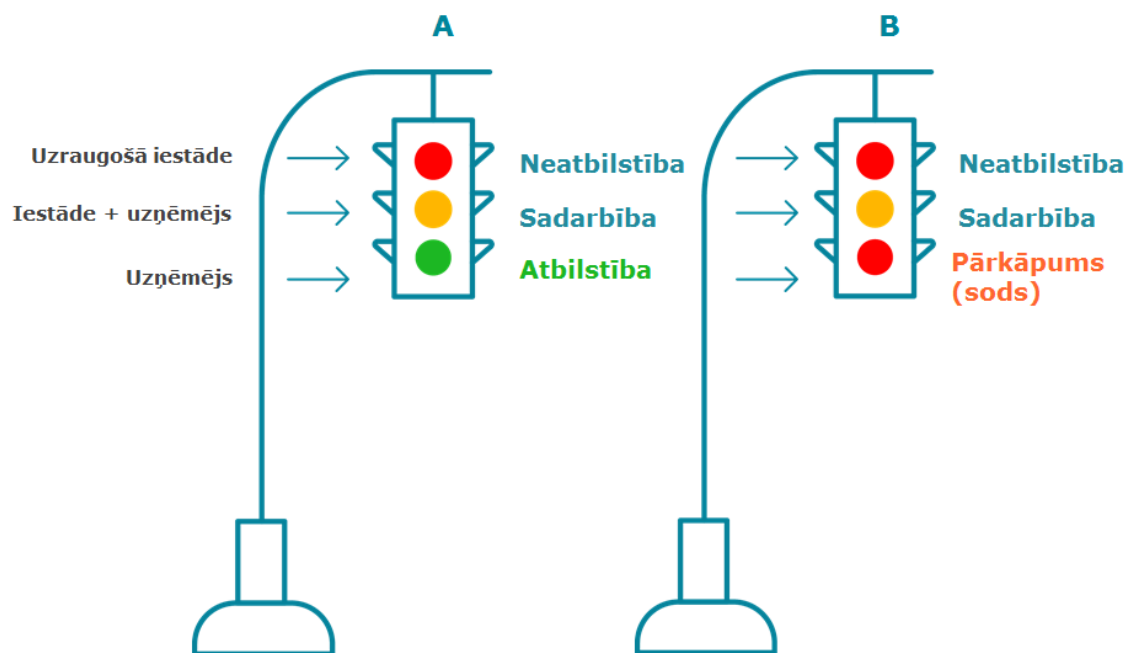 A
B
Uzraugošā iestāde
Neatbilstība
Neatbilstība
Iestāde + uzņēmējs
Sadarbība
Sadarbība
Uzņēmējs
Atbilstība
Pārkāpums
(sods)